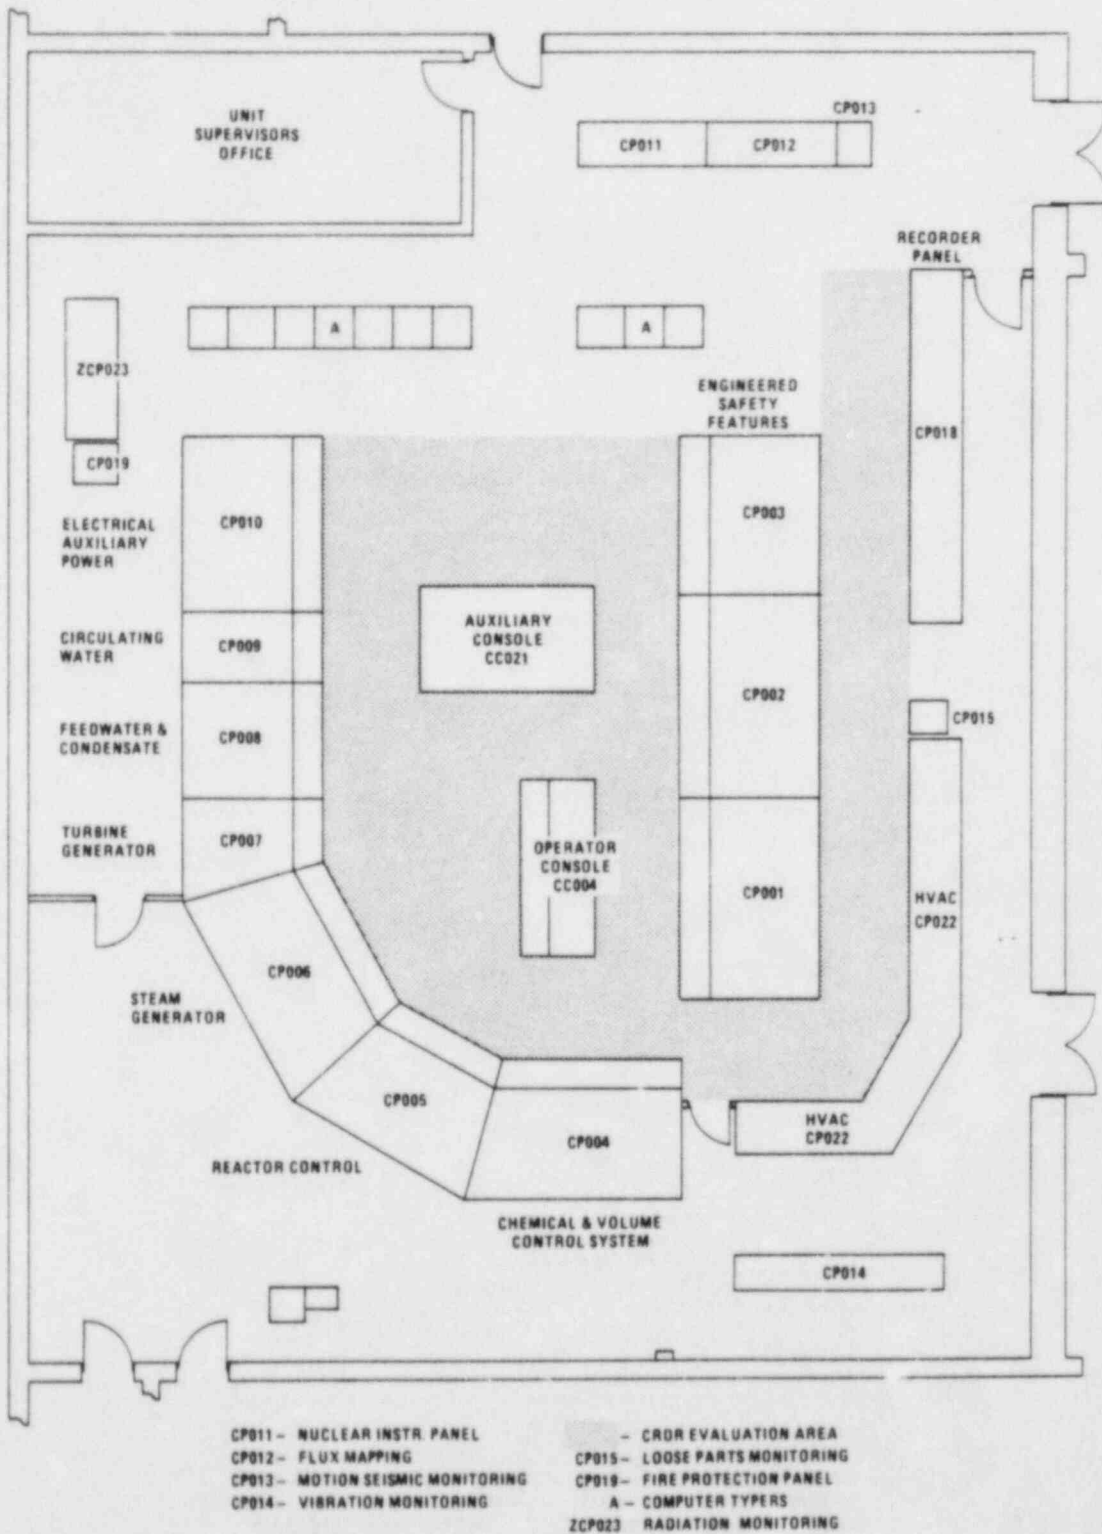 UNIT
SUPERVISORS
OFFICE
CP013
CP011
CP012
RECORDER
PANEL
A
A
ZCP023
ENGINEERED
SAFETY
FEATURES
CP018
CP019
CP010
CP003
ELECTRICAL
AUXILIARY
POWER
AUXILIARY
CONSOLE
CC021
CIRCULATING
WATER
CP009
CP002
CP015
FEEDWATER &
CONDENSATE
CP008
TURBINE
GENERATOR
CP007
OPERATOR
CONSOLE
CC004
CP001
HVAC
CP022
CP006
STEAM
GENERATOR
CP005
CP004
HVAC
CP022
REACTOR CONTROL
CHEMICAL & VOLUME
CONTROL SYSTEM
CP014
CP011 – NUCLEAR INSTR. PANEL
CP012 – FLUX MAPPING
CP013 – MOTION SEISMIC MONITORING
CP014 – VIBRATION MONITORING
– CRDR EVALUATION AREA
CP015 – LOOSE PARTS MONITORING
CP019 – FIRE PROTECTION PANEL
A – COMPUTER TYPERS
ZCP023 RADIATION MONITORING